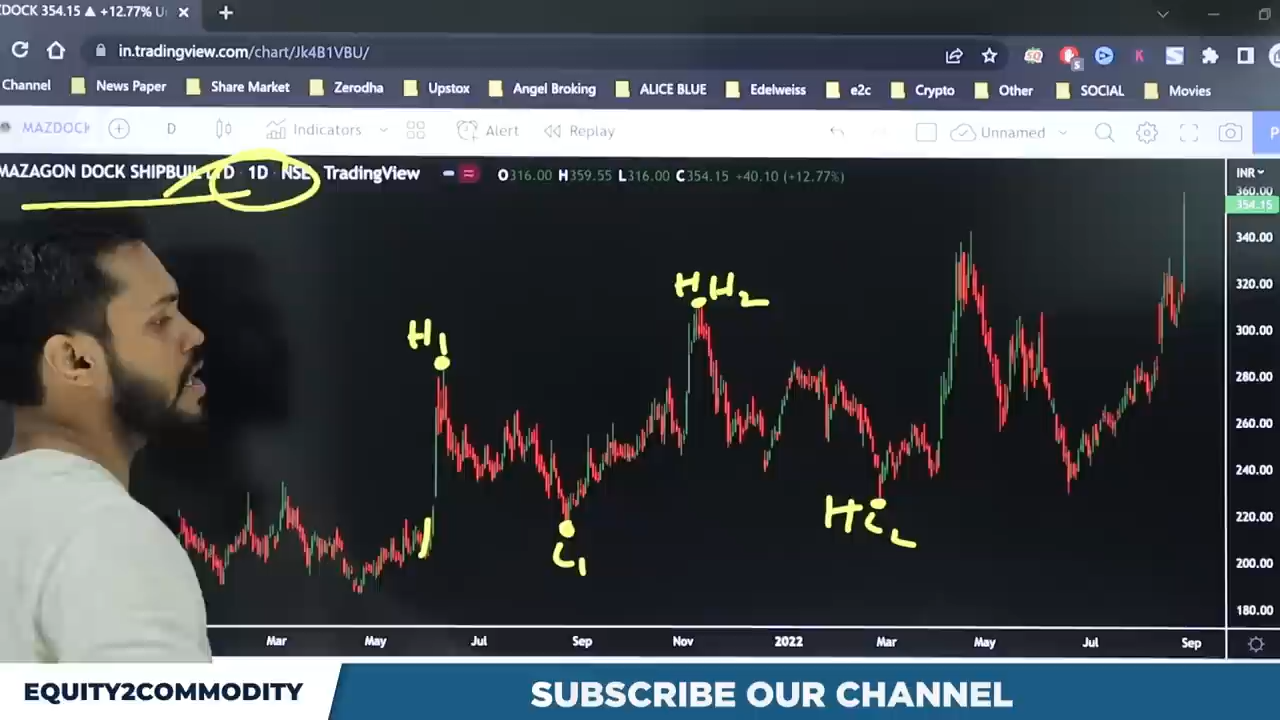 ZDOCK 354.15 ▲ +12.77% U
in.tradingview.com/chart/Jk4B1VBU/
Channel News Paper Share Market Zerodha Upstox Angel Broking ALICE BLUE Edelweiss e2c Crypto Other SOCIAL Movies
MAZDOCK D Indicators Alert Replay Unnamed P
MAZAGON DOCK SHIPBUIL LTD · 1D · NSE TradingView O316.00 H359.55 L316.00 C354.15 +40.10 (+12.77%) INR
360.00
354.15
340.00
320.00
300.00
280.00
260.00
240.00
220.00
200.00
180.00
HH2
H1
HL2
L1
Mar May Jul Sep Nov 2022 Mar May Jul Sep
EQUITY2COMMODITY
SUBSCRIBE OUR CHANNEL